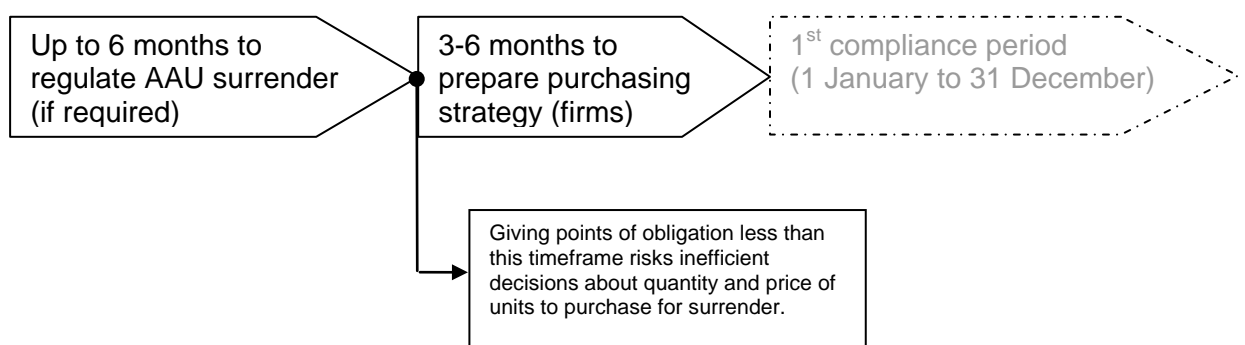 Up to 6 months to
regulate AAU surrender
(if required)
3-6 months to
prepare purchasing
strategy (firms)
1st compliance period
(1 January to 31 December)
Giving points of obligation less than
this timeframe risks inefficient
decisions about quantity and price of
units to purchase for surrender.